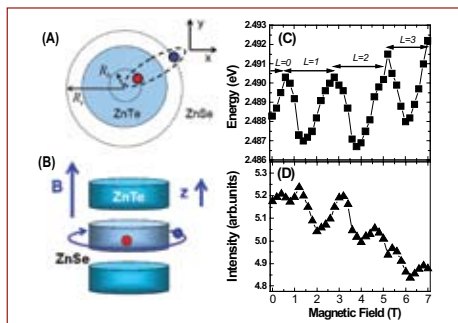 (A)
y
x
Rₑ
Rₜ
ZnTe
ZnSe
(B)
B
z
ZnTe
ZnSe
(C)
L=0
L=1
L=2
L=3
Energy (eV)
2.493
2.492
2.491
2.490
2.489
2.488
2.487
2.486
(D)
Intensity (arb.units)
5.2
5.1
5.0
4.9
4.8
0 1 2 3 4 5 6 7
Magnetic Field (T)